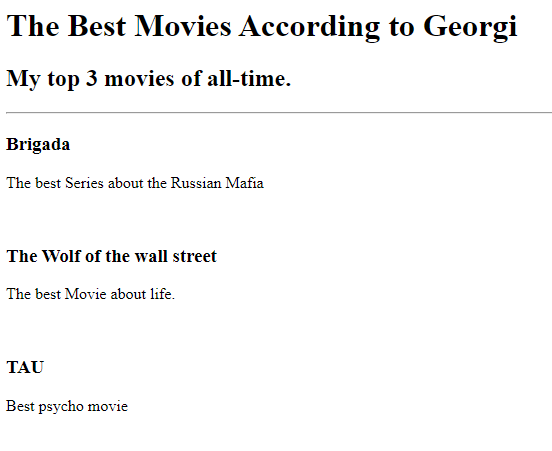 The Best Movies According to Georgi
My top 3 movies of all-time.
Brigada
The best Series about the Russian Mafia
The Wolf of the wall street
The best Movie about life.
TAU
Best psycho movie